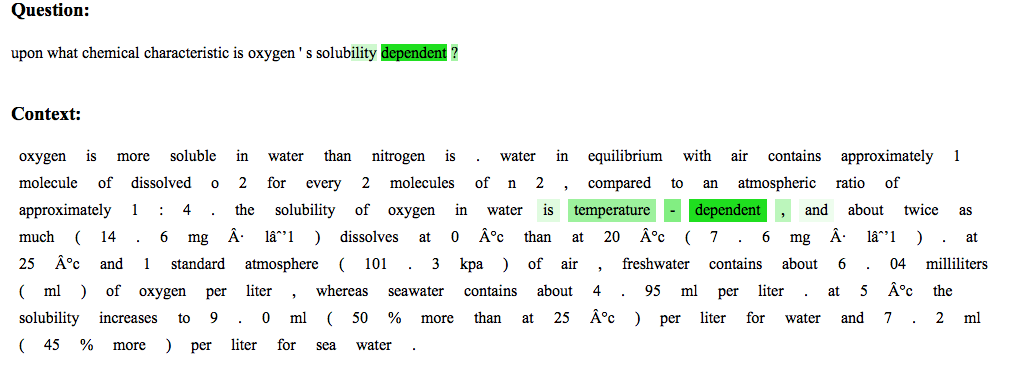 Question:
upon what chemical characteristic is oxygen ' s solubility dependent ?
Context:
oxygen is more soluble in water than nitrogen is . water in equilibrium with air contains approximately 1
molecule of dissolved o 2 for every 2 molecules of n 2 , compared to an atmospheric ratio of
approximately 1 : 4 . the solubility of oxygen in water is temperature - dependent , and about twice as
much ( 14 . 6 mg Â· lâˆ’1 ) dissolves at 0 Â°c than at 20 Â°c ( 7 . 6 mg Â· lâˆ’1 ) . at
25 Â°c and 1 standard atmosphere ( 101 . 3 kpa ) of air , freshwater contains about 6 . 04 milliliters
( ml ) of oxygen per liter , whereas seawater contains about 4 . 95 ml per liter . at 5 Â°c the
solubility increases to 9 . 0 ml ( 50 % more than at 25 Â°c ) per liter for water and 7 . 2 ml
( 45 % more ) per liter for sea water .